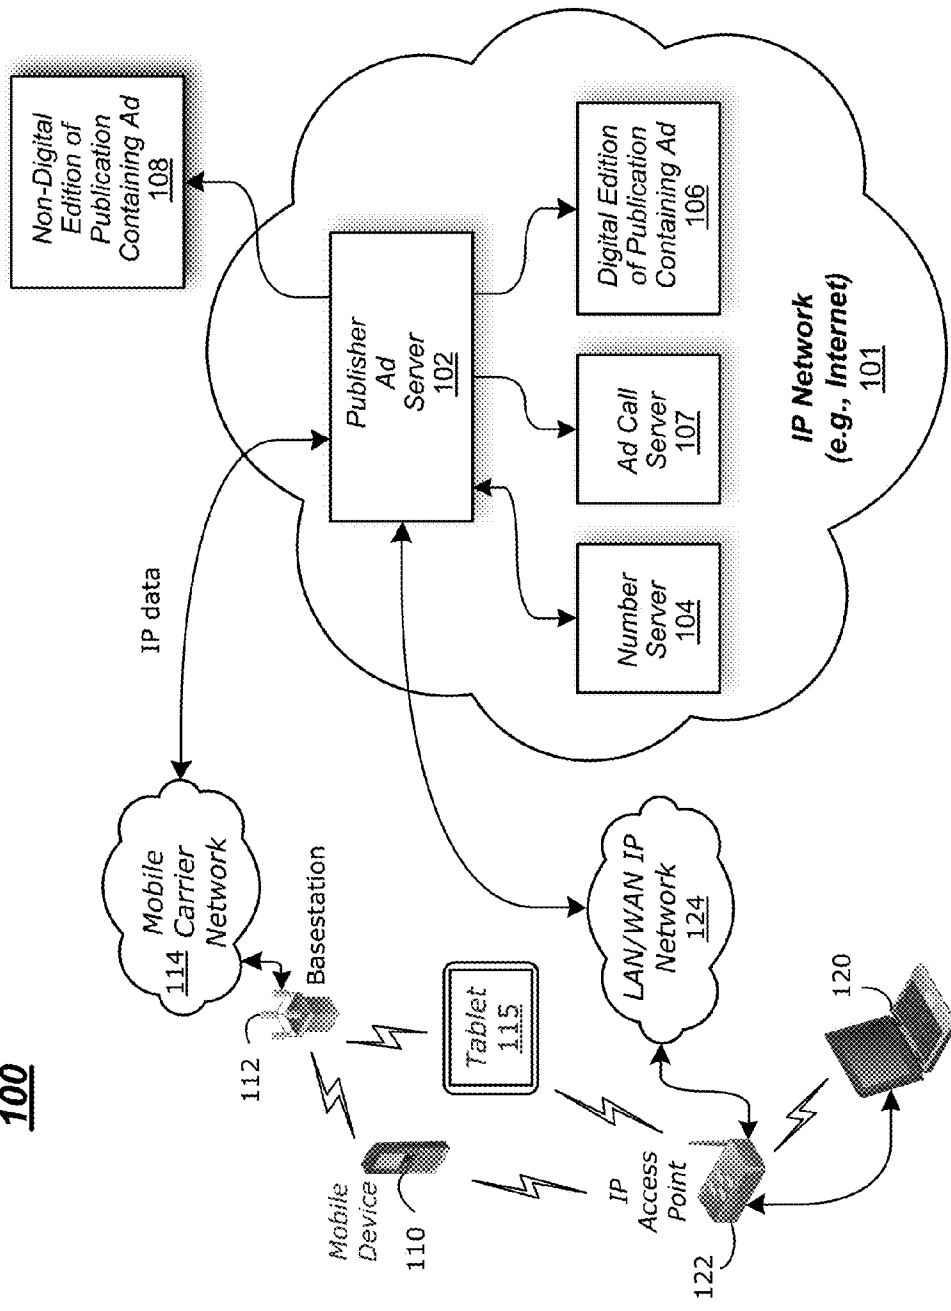 100
Mobile
Device
110
112
Basestation
Mobile
Carrier
Network
114
IP data
Non-Digital
Edition of
Publication
Containing Ad
108
Tablet
115
Publisher
Ad
Server
102
IP
Access
Point
122
LAN/WAN IP
Network
124
120
Number
Server
104
Ad Call
Server
107
Digital Edition
of Publication
Containing Ad
106
IP Network
(e.g., Internet)
101